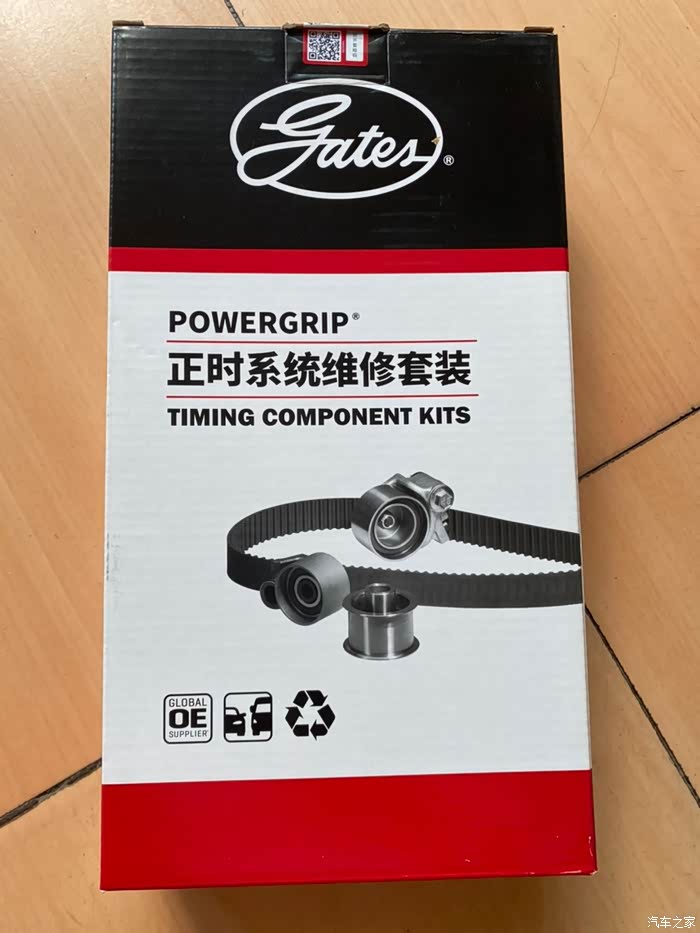 Gates®
POWERGRIP®
正时系统维修套装
TIMING COMPONENT KITS
GLOBAL
OE
SUPPLIER
汽车之家